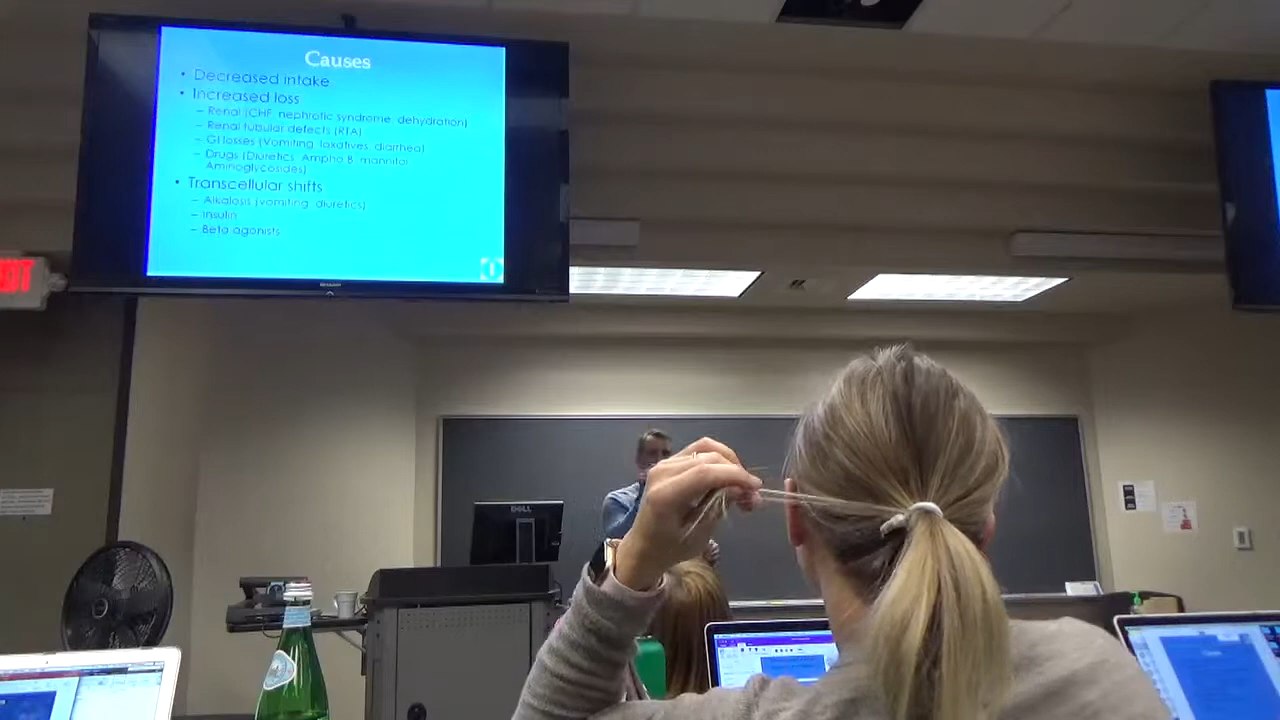 Causes
• Decreased intake
• Increased loss
– Renal (CHF, nephrotic syndrome, dehydration)
– Renal tubular defects (RTA)
– GI losses (Vomiting, laxatives, diarrhea)
– Drugs (Diuretics, Ampho B, mannitol,
Aminoglycosides)
• Transcellular shifts
– Alkalosis (vomiting, diuretics)
– Insulin
– Beta agonists
SHARP
DELL